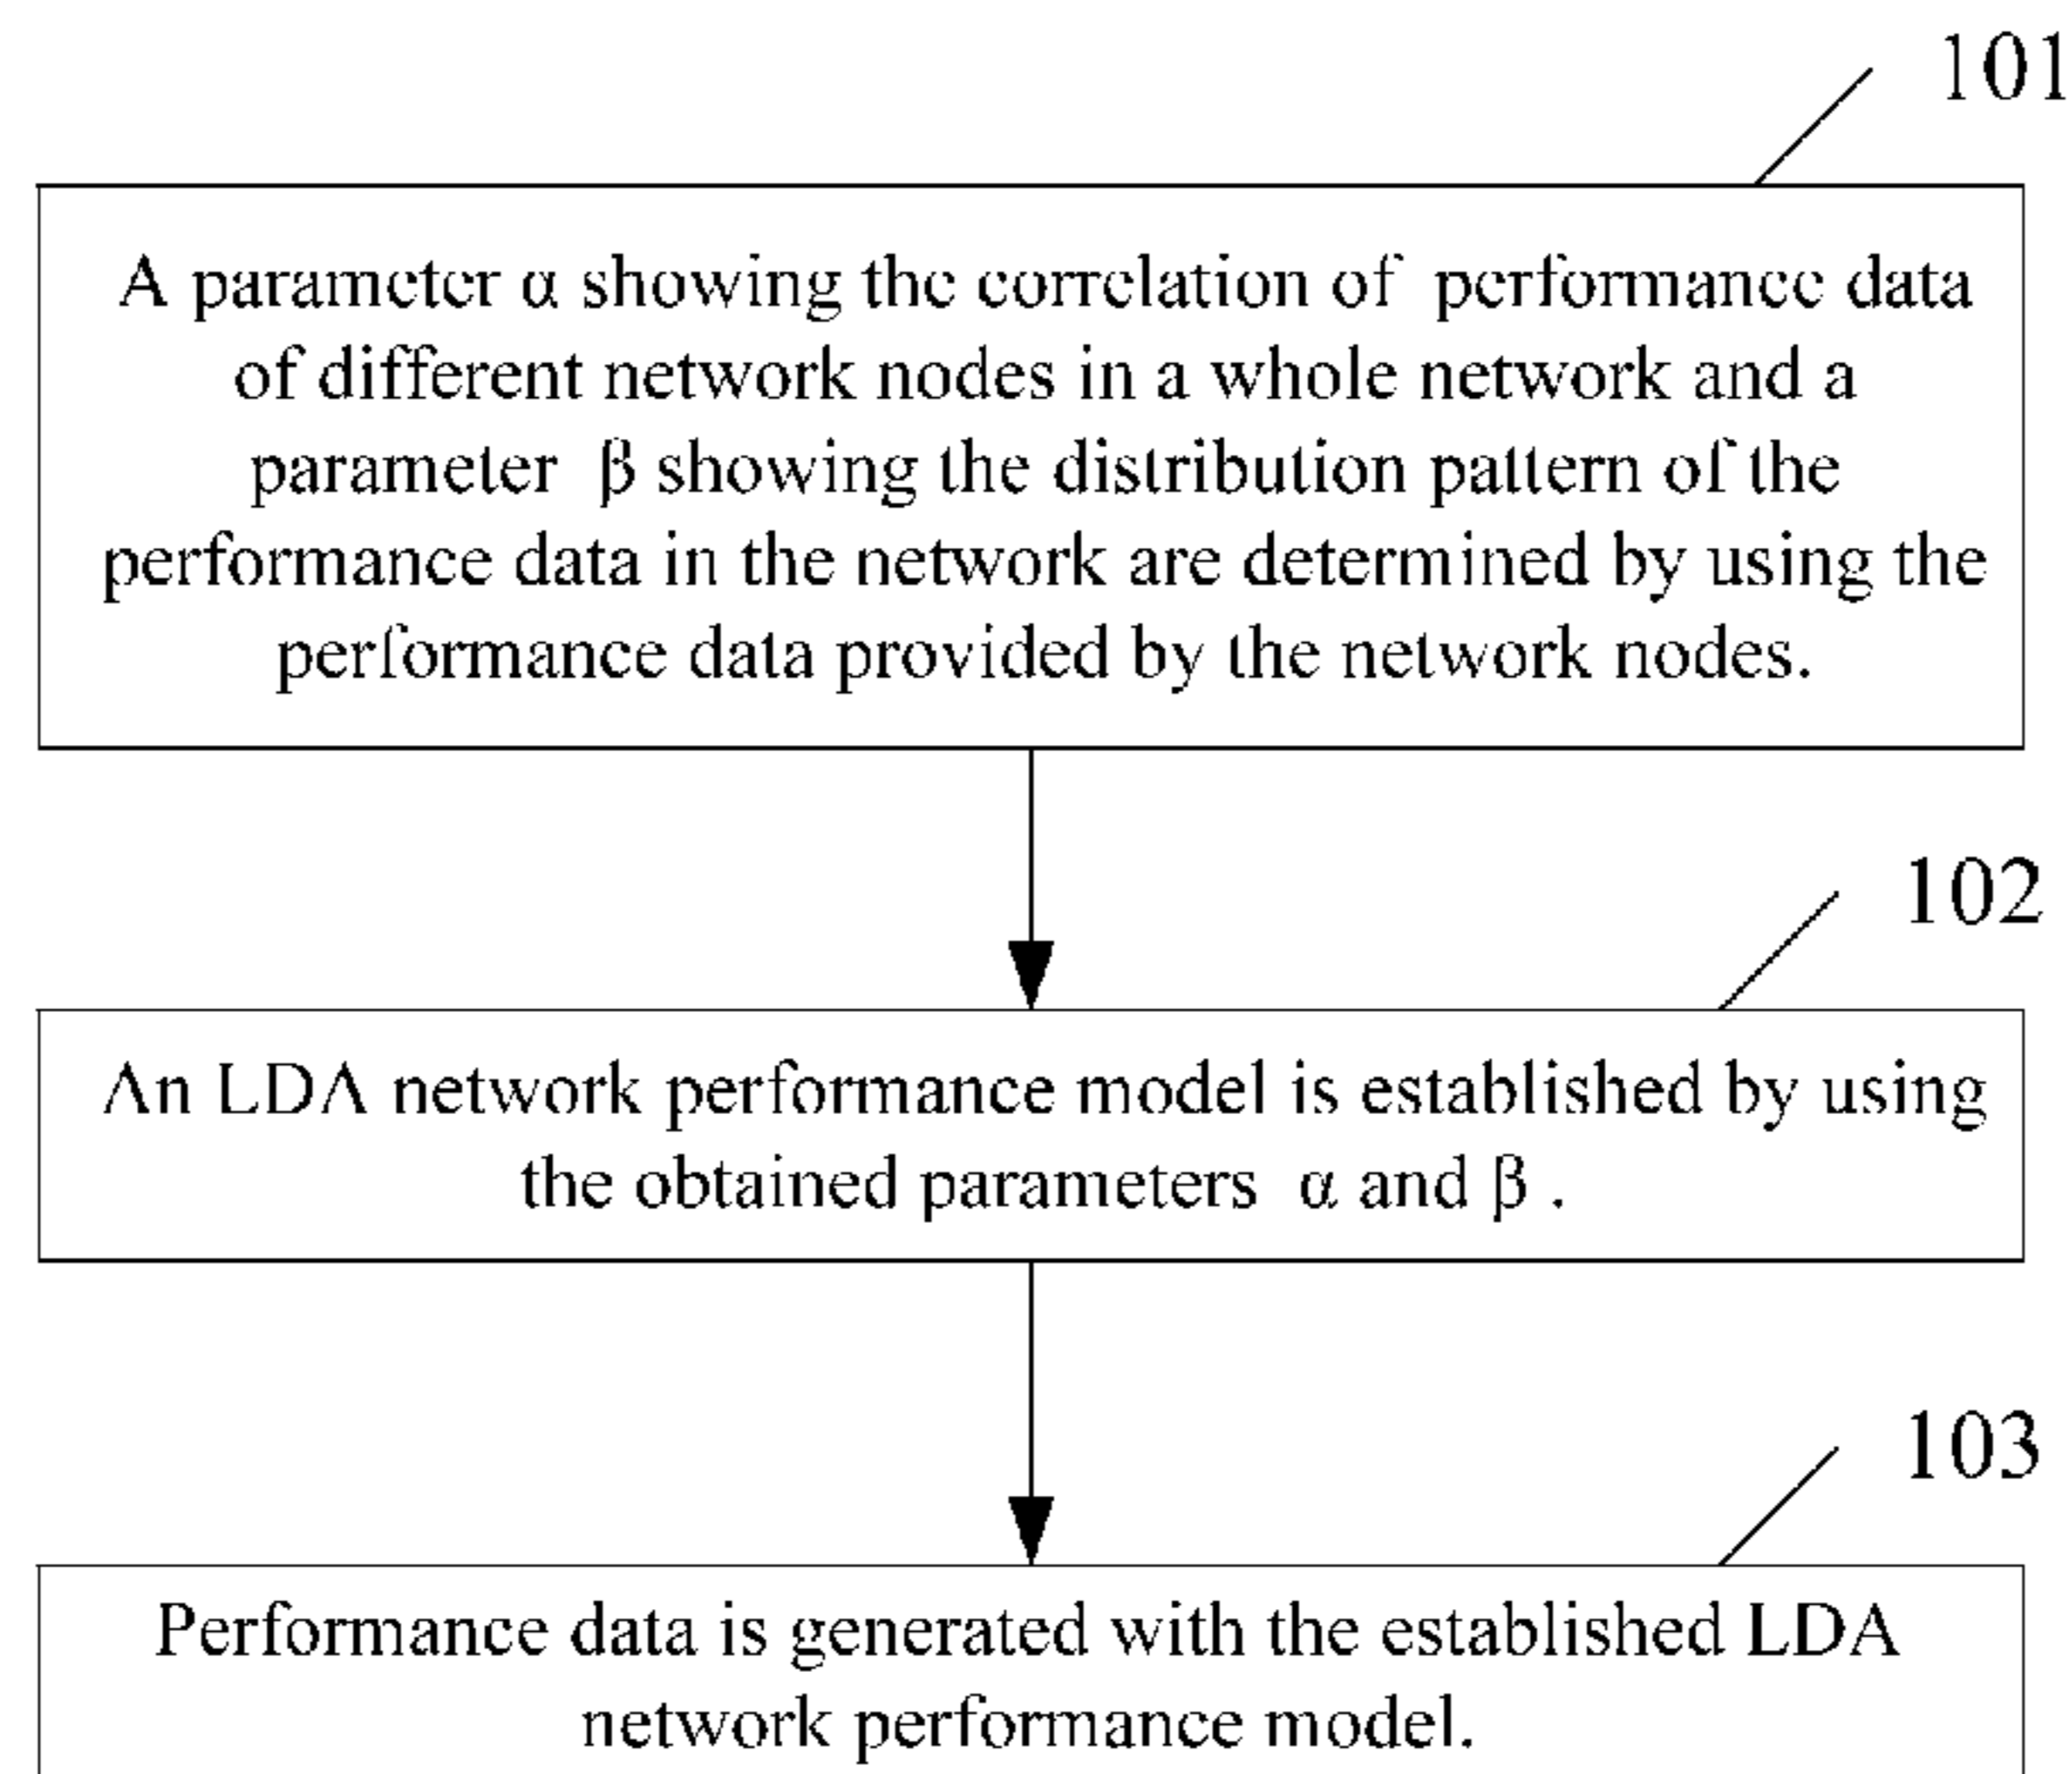 101
A parameter α showing the correlation of performance data
of different network nodes in a whole network and a
parameter β showing the distribution pattern of the
performance data in the network are determined by using the
performance data provided by the network nodes.
102
An LDA network performance model is established by using
the obtained parameters α and β .
103
Performance data is generated with the established LDA
network performance model.